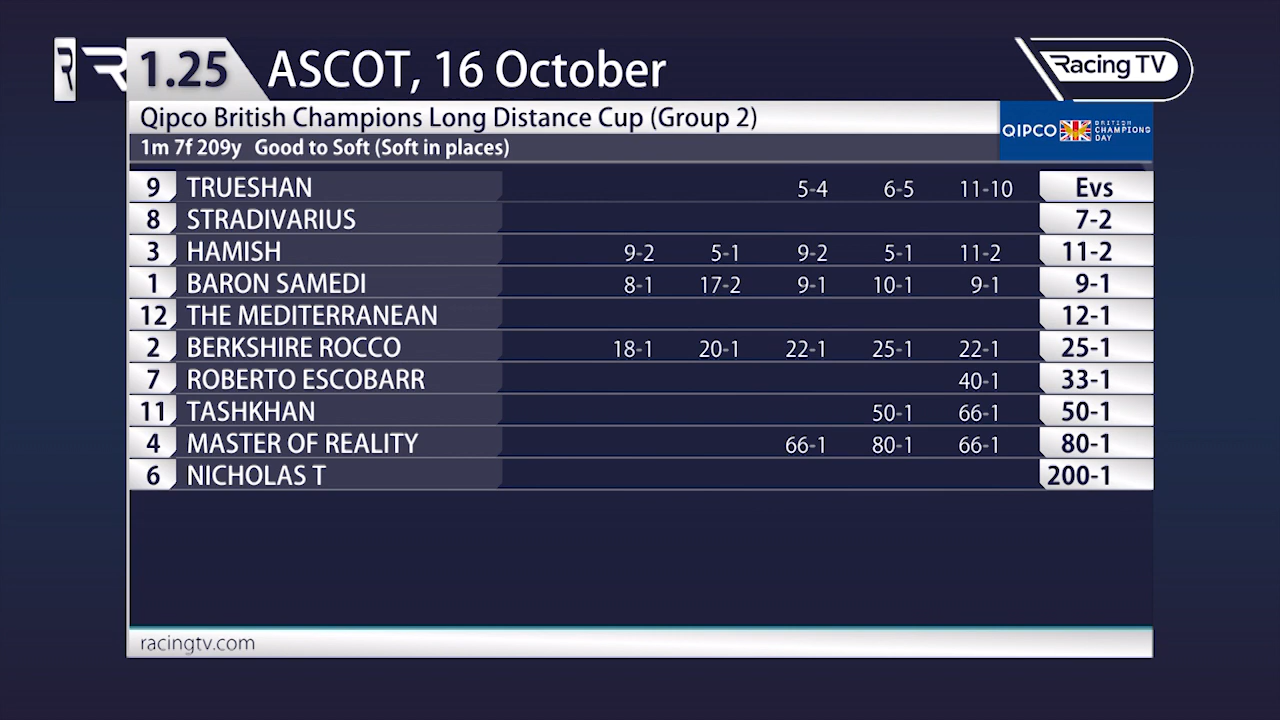 1.25 ASCOT, 16 October
Racing TV
Qipco British Champions Long Distance Cup (Group 2)
1m 7f 209y Good to Soft (Soft in places)
QIPCO BRITISH CHAMPIONS DAY
9 TRUESHAN 5-4 6-5 11-10 Evs
8 STRADIVARIUS 7-2
3 HAMISH 9-2 5-1 9-2 5-1 11-2 11-2
1 BARON SAMEDI 8-1 17-2 9-1 10-1 9-1 9-1
12 THE MEDITERRANEAN 12-1
2 BERKSHIRE ROCCO 18-1 20-1 22-1 25-1 22-1 25-1
7 ROBERTO ESCOBARR 40-1 33-1
11 TASHKHAN 50-1 66-1 50-1
4 MASTER OF REALITY 66-1 80-1 66-1 80-1
6 NICHOLAS T 200-1
racingtv.com